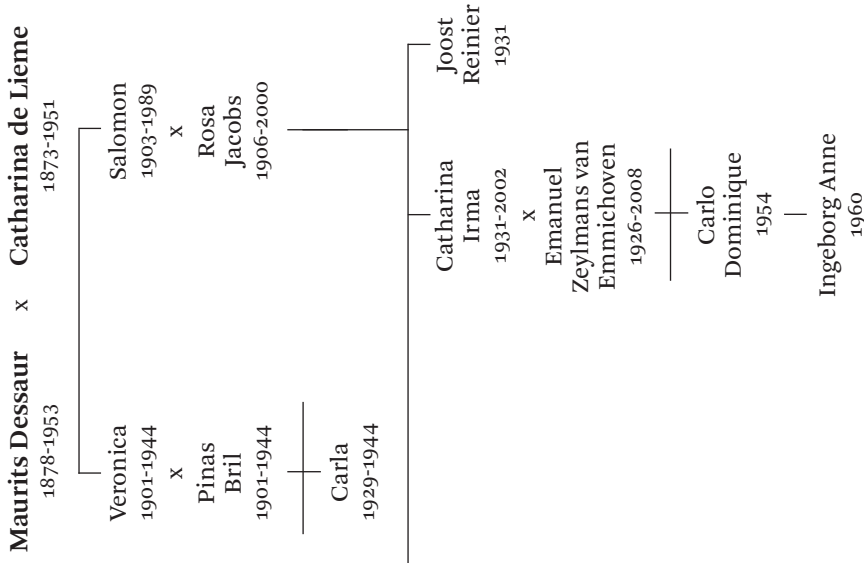 Maurits Dessaur x Catharina de Lieme
1878-1953 1873-1951
Veronica
1901-1944
x
Pinas
Bril
1901-1944
Carla
1929-1944
Salomon
1903-1989
x
Rosa
Jacobs
1906-2000
Catharina
Irma
1931-2002
x
Emanuel
Zeylmans van
Emmichoven
1926-2008
Carlo
Dominique
1954
Ingeborg Anne
1960
Joost
Reinier
1931